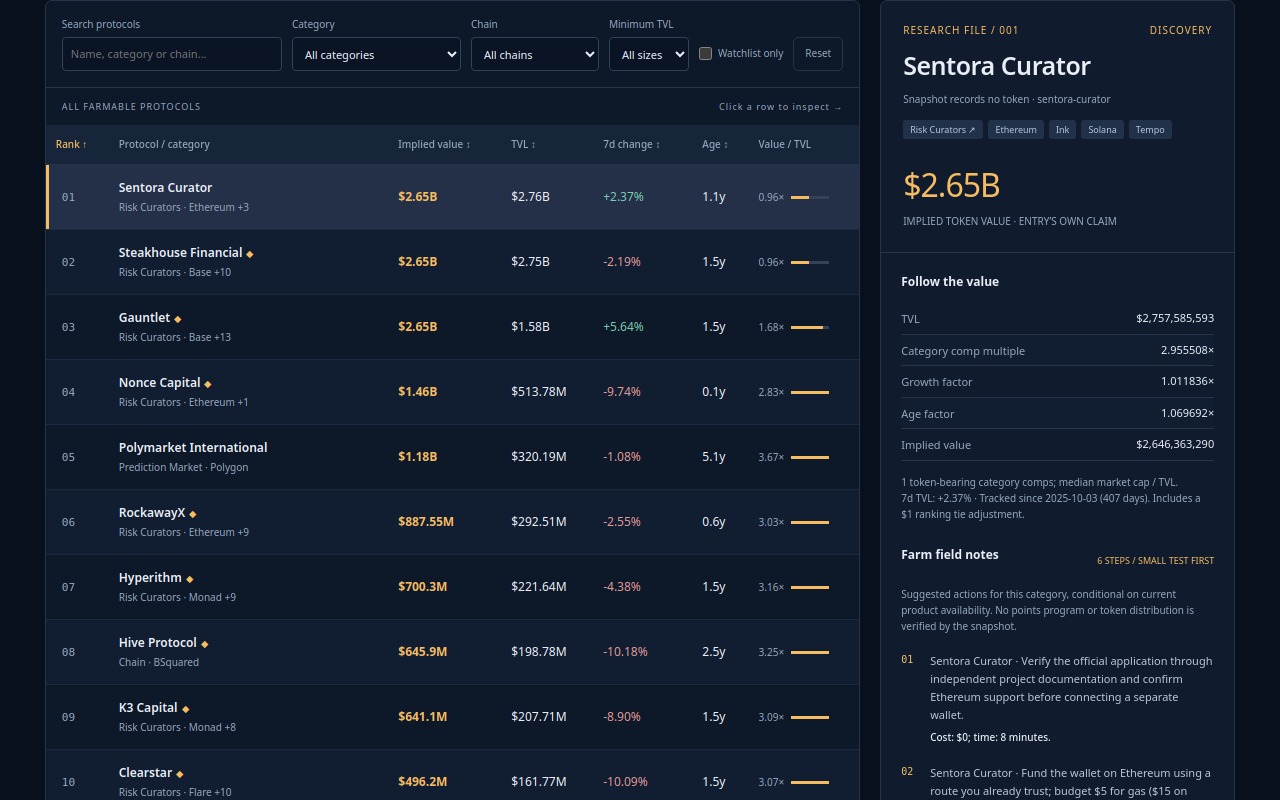 Search protocols
Category
Chain
Minimum TVL
Name, category or chain...
All categories
All chains
All sizes
Watchlist only
Reset
ALL FARMABLE PROTOCOLS
Click a row to inspect →
Rank ↑ Protocol / category Implied value ↕ TVL ↕ 7d change ↕ Age ↕ Value / TVL
01 Sentora Curator $2.65B $2.76B +2.37% 1.1y 0.96×
Risk Curators · Ethereum +3
02 Steakhouse Financial ◆ $2.65B $2.75B -2.19% 1.5y 0.96×
Risk Curators · Base +10
03 Gauntlet ◆ $2.65B $1.58B +5.64% 1.5y 1.68×
Risk Curators · Base +13
04 Nonce Capital ◆ $1.46B $513.78M -9.74% 0.1y 2.83×
Risk Curators · Ethereum +1
05 Polymarket International $1.18B $320.19M -1.08% 5.1y 3.67×
Prediction Market · Polygon
06 RockawayX ◆ $887.55M $292.51M -2.55% 0.6y 3.03×
Risk Curators · Ethereum +9
07 Hyperithm ◆ $700.3M $221.64M -4.38% 1.5y 3.16×
Risk Curators · Monad +9
08 Hive Protocol ◆ $645.9M $198.78M -10.18% 2.5y 3.25×
Chain · BSquared
09 K3 Capital ◆ $641.1M $207.71M -8.90% 1.5y 3.09×
Risk Curators · Monad +8
10 Clearstar ◆ $496.2M $161.77M -10.09% 1.5y 3.07×
Risk Curators · Flare +10
RESEARCH FILE / 001
DISCOVERY
Sentora Curator
Snapshot records no token · sentora-curator
Risk Curators ↗ Ethereum Ink Solana Tempo
$2.65B
IMPLIED TOKEN VALUE · ENTRY'S OWN CLAIM
Follow the value
TVL $2,757,585,593
Category comp multiple 2.955508×
Growth factor 1.011836×
Age factor 1.069692×
Implied value $2,646,363,290
1 token-bearing category comps; median market cap / TVL.
7d TVL: +2.37% · Tracked since 2025-10-03 (407 days). Includes a
$1 ranking tie adjustment.
Farm field notes
6 STEPS / SMALL TEST FIRST
Suggested actions for this category, conditional on current
product availability. No points program or token distribution is
verified by the snapshot.
01 Sentora Curator · Verify the official application through
independent project documentation and confirm
Ethereum support before connecting a separate
wallet.
Cost: $0; time: 8 minutes.
02 Sentora Curator · Fund the wallet on Ethereum using a
route you already trust; budget $5 for gas ($15 on